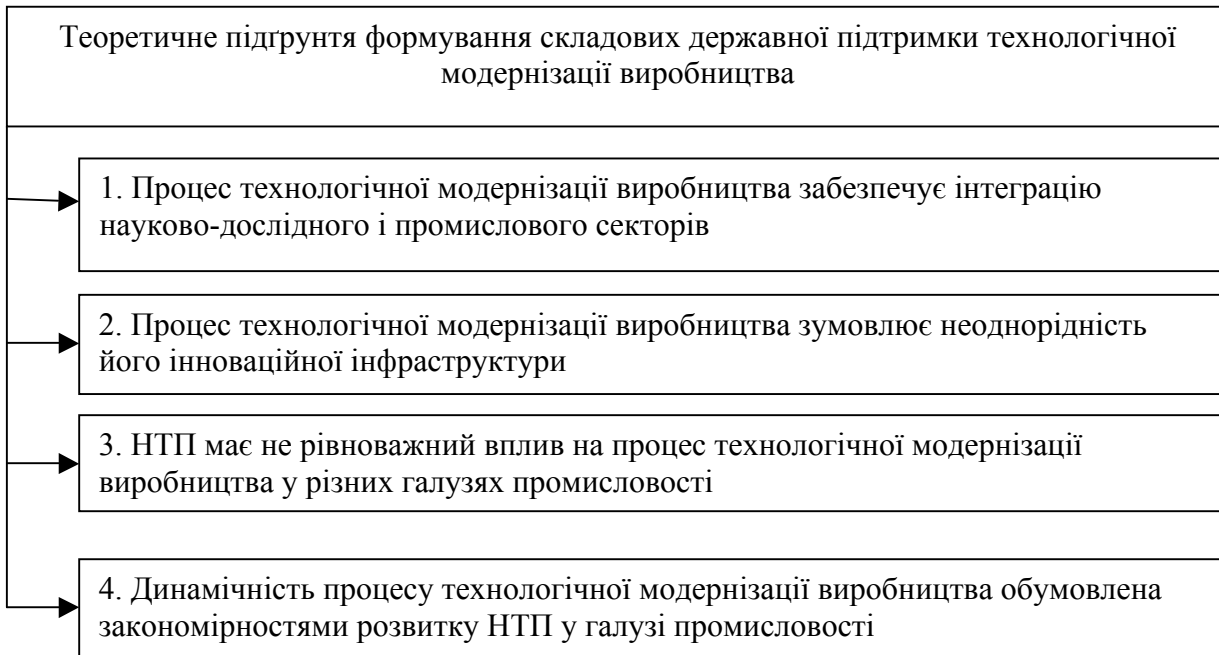 Теоретичне підґрунтя формування складових державної підтримки технологічної
модернізації виробництва
1. Процес технологічної модернізації виробництва забезпечує інтеграцію
науково-дослідного і промислового секторів
2. Процес технологічної модернізації виробництва зумовлює неоднорідність
його інноваційної інфраструктури
3. НТП має не рівноважний вплив на процес технологічної модернізації
виробництва у різних галузях промисловості
4. Динамічність процесу технологічної модернізації виробництва обумовлена
закономірностями розвитку НТП у галузі промисловості